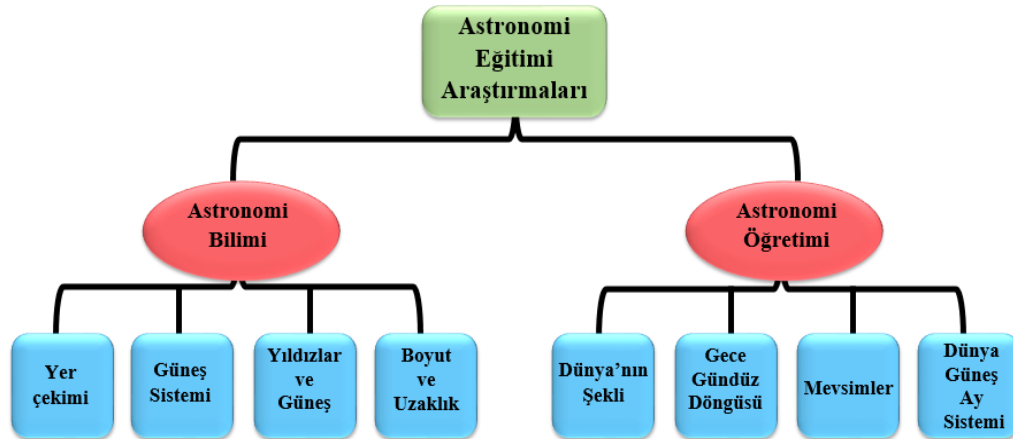 Astronomi
Eğitimi
Araştırmaları
Astronomi
Bilimi
Astronomi
Öğretimi
Yer
çekimi
Güneş
Sistemi
Yıldızlar
ve
Güneş
Boyut
ve
Uzaklık
Dünya’nın
Şekli
Gece
Gündüz
Döngüsü
Mevsimler
Dünya
Güneş
Ay
Sistemi